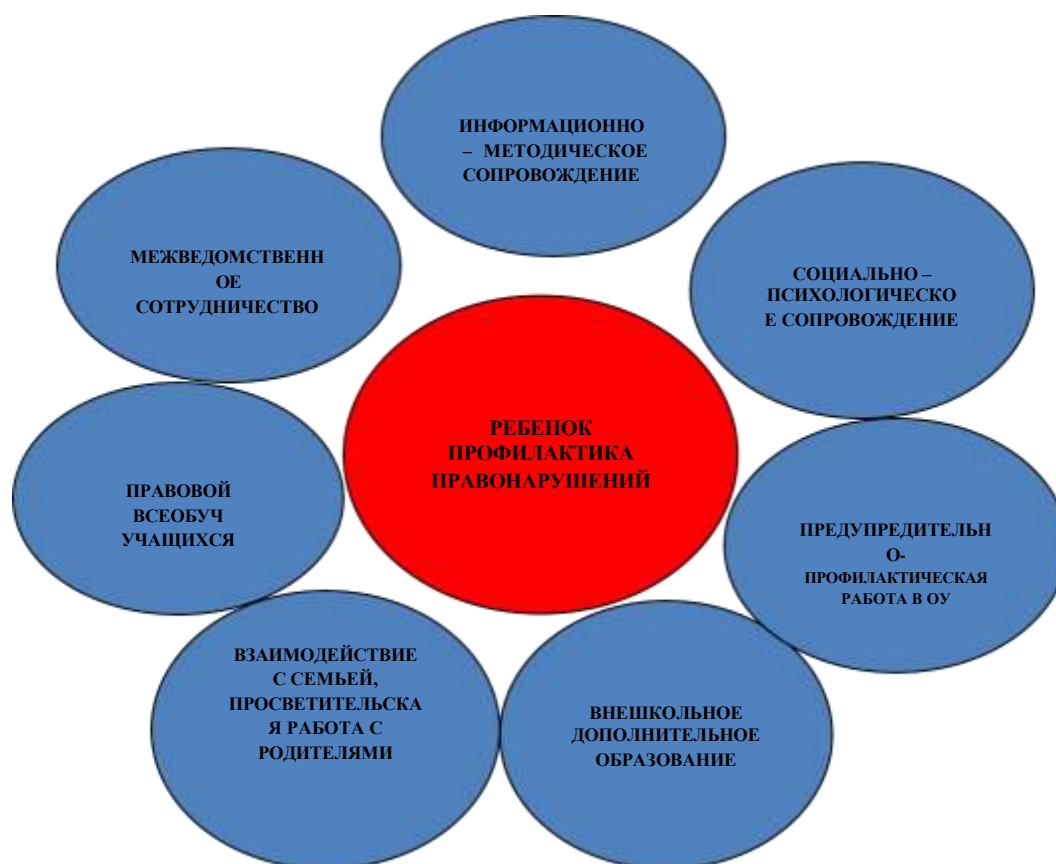 ИНФОРМАЦИОННО
– МЕТОДИЧЕСКОЕ
СОПРОВОЖДЕНИЕ
МЕЖВЕДОМСТВЕНН
ОЕ
СОТРУДНИЧЕСТВО
СОЦИАЛЬНО –
ПСИХОЛОГИЧЕСКО
Е СОПРОВОЖДЕНИЕ
РЕБЕНОК
ПРОФИЛАКТИКА
ПРАВОНАРУШЕНИЙ
ПРАВОВОЙ
ВСЕОБУЧ
УЧАЩИХСЯ
ПРЕДУПРЕДИТЕЛЬН
О-
ПРОФИЛАКТИЧЕСКАЯ
РАБОТА В ОУ
ВЗАИМОДЕЙСТВИЕ
С СЕМЬЕЙ,
ПРОСВЕТИТЕЛЬСКА
Я РАБОТА С
РОДИТЕЛЯМИ
ВНЕШКОЛЬНОЕ
ДОПОЛНИТЕЛЬНОЕ
ОБРАЗОВАНИЕ